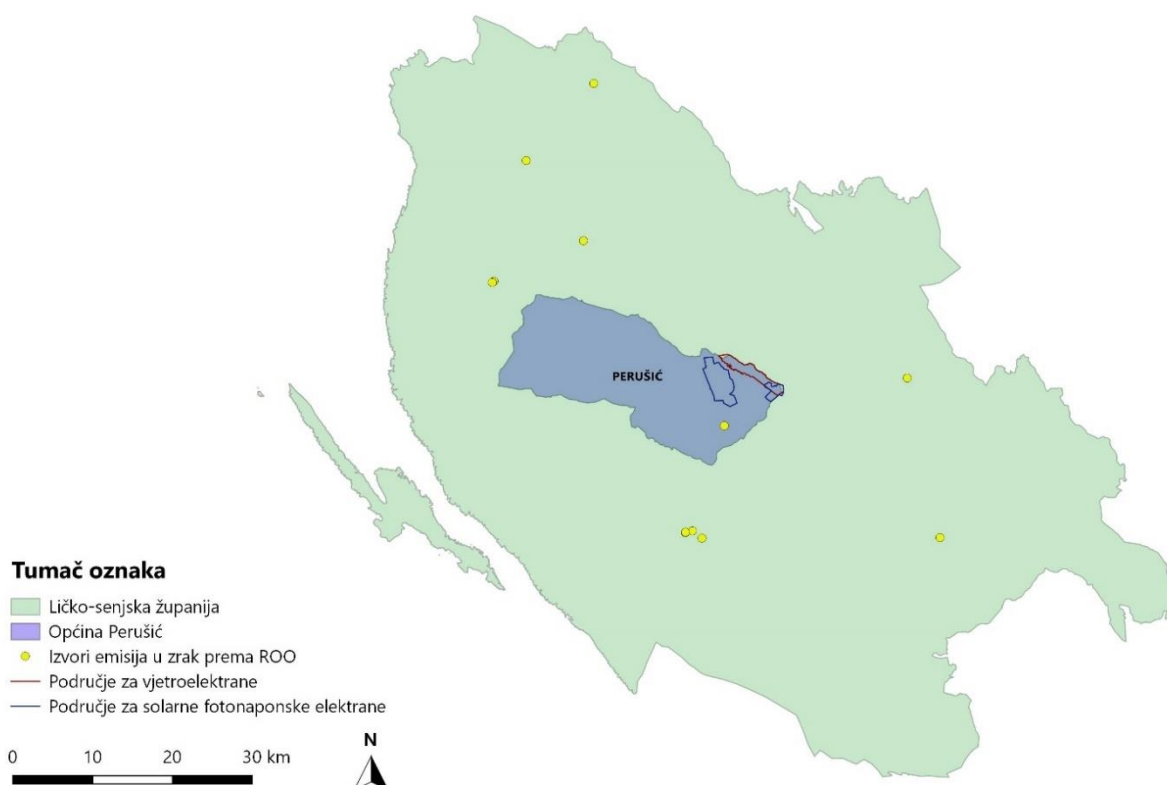 PERUŠIĆ
Tumač oznaka
Ličko-senjska županija
Općina Perušić
Izvori emisija u zrak prema ROO
Područje za vjetroelektrane
Područje za solarne fotonaponske elektrane
0 10 20 30 km
N